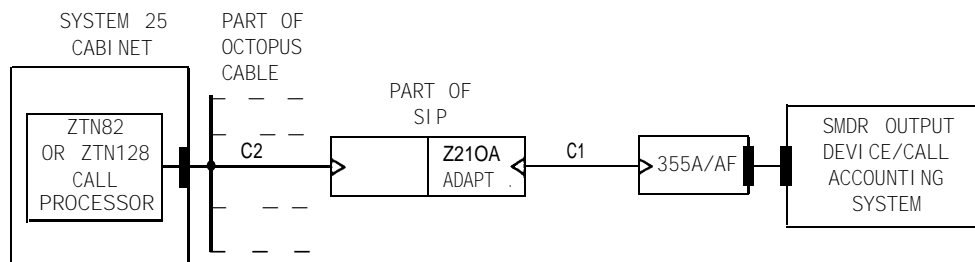 SYSTEM 25
CABINET
PART OF
OCTOPUS
CABLE
PART OF
SIP
ZTN82
OR ZTN128
CALL
PROCESSOR
C2
Z210A
ADAPT .
C1
355A/AF
SMDR OUTPUT
DEVICE/CALL
ACCOUNTING
SYSTEM